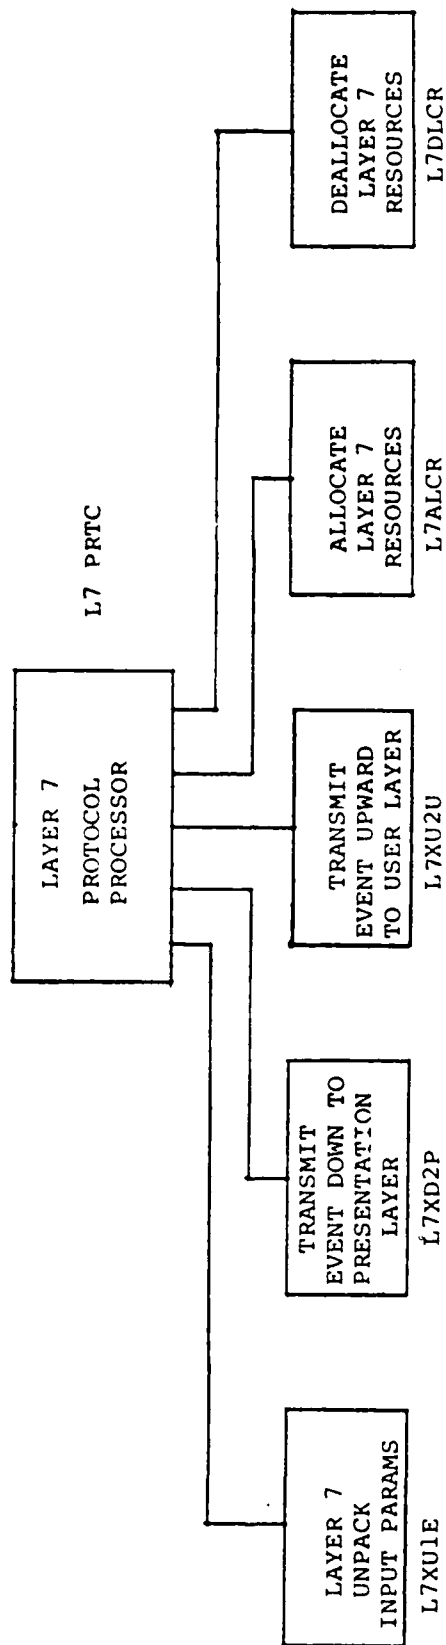 LAYER 7
PROTOCOL
PROCESSOR
L7 PRTC
LAYER 7
UNPACK
INPUT PARAMS
L7XU1E
TRANSMIT
EVENT DOWN TO
PRESENTATION
LAYER
L7XD2P
TRANSMIT
EVENT UPWARD
TO USER LAYER
L7XU2U
ALLOCATE
LAYER 7
RESOURCES
L7ALCR
DEALLOCATE
LAYER 7
RESOURCES
L7DLCR